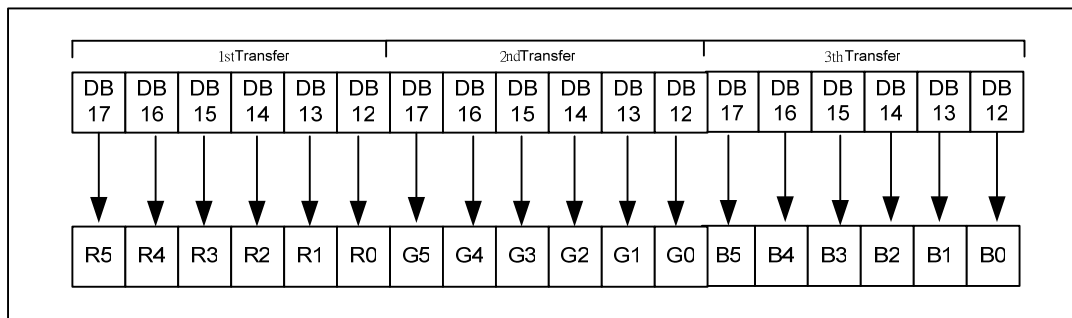 1stTransfer 2ndTransfer 3thTransfer
DB DB DB DB DB DB DB DB DB DB DB DB DB DB DB DB DB DB
17 16 15 14 13 12 17 16 15 14 13 12 17 16 15 14 13 12
R5 R4 R3 R2 R1 R0 G5 G4 G3 G2 G1 G0 B5 B4 B3 B2 B1 B0